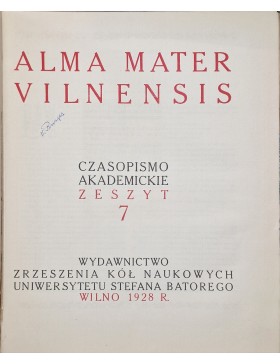 ALMA MATER
VILNENSIS
CZASOPISMO
AKADEMICKIE
ZESZYT
7
WYDAWNICTWO
ZRZESZENIA KÓŁ NAUKOWYCH
UNIWERSYTETU STEFANA BATOREGO
WILNO 1928 R.